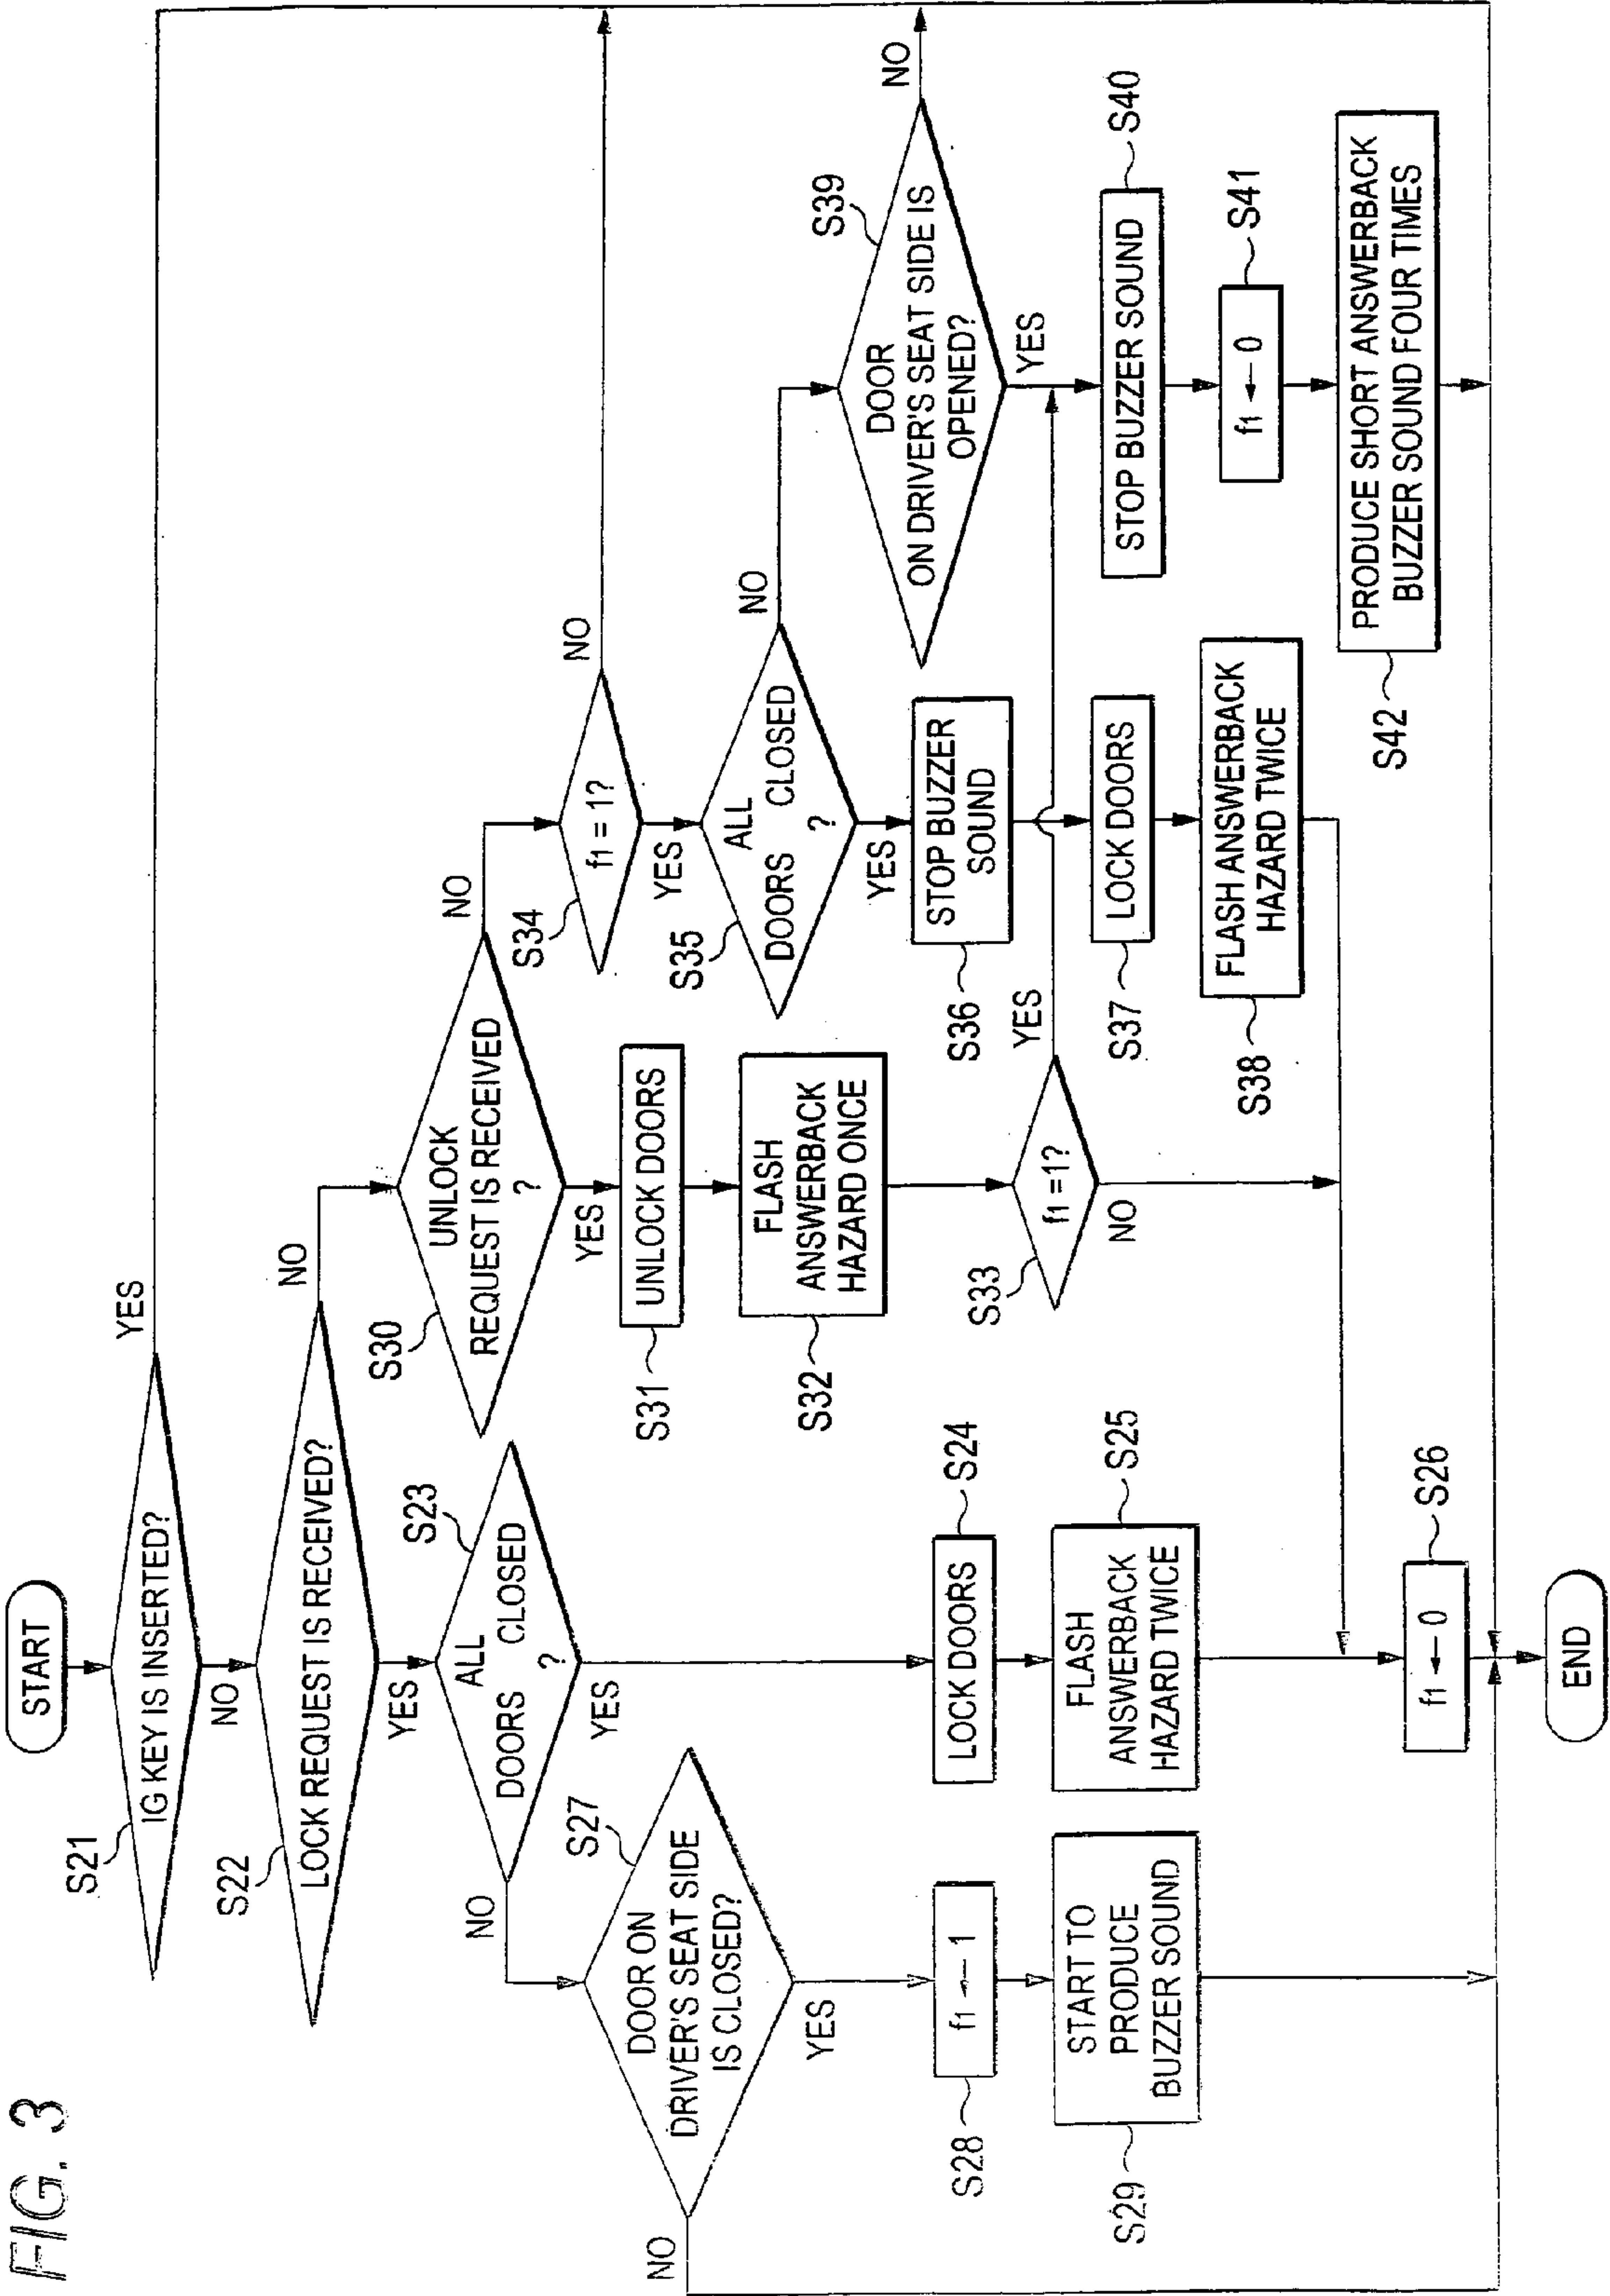 FIG. 3
START
S21
IG KEY IS INSERTED?
YES
NO
S22
LOCK REQUEST IS RECEIVED?
NO
YES
S23
ALL
DOORS CLOSED
?
NO
YES
S27
DOOR ON
DRIVER'S SEAT SIDE
IS CLOSED?
NO
YES
S28
f1 ← 1
S29
START TO
PRODUCE
BUZZER SOUND
LOCK DOORS
S24
FLASH
ANSWERBACK
HAZARD TWICE
S25
f1 ← 0
S26
END
S30
UNLOCK
REQUEST IS RECEIVED
?
NO
YES
S31
UNLOCK DOORS
S32
FLASH
ANSWERBACK
HAZARD ONCE
S33
f1 =1?
YES
NO
S34
f1 = 1?
NO
YES
S35
ALL
DOORS CLOSED
?
NO
YES
S36
STOP BUZZER
SOUND
S37
LOCK DOORS
S38
FLASH ANSWERBACK
HAZARD TWICE
S39
DOOR
ON DRIVER'S SEAT SIDE IS
OPENED?
NO
YES
STOP BUZZER SOUND
S40
f1 ← 0
S41
S42
PRODUCE SHORT ANSWERBACK
BUZZER SOUND FOUR TIMES